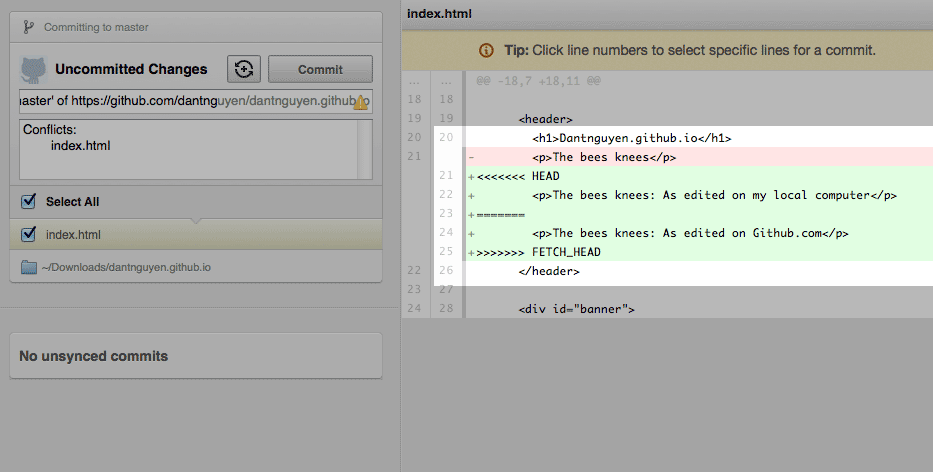 Committing to master
Uncommitted Changes
Commit
master' of https://github.com/dantnguyen/dantnguyen.github.io
Conflicts:
index.html
Select All
index.html
~/Downloads/dantnguyen.github.io
No unsynced commits
index.html
Tip: Click line numbers to select specific lines for a commit.
... ... @@ -18,7 +18,11 @@
18 18
19 19 <header>
20 20 <h1>Dantnguyen.github.io</h1>
21 - <p>The bees knees</p>
21 +<<<<<<< HEAD
22 + <p>The bees knees: As edited on my local computer</p>
23 +=======
24 + <p>The bees knees: As edited on Github.com</p>
25 +>>>>>>> FETCH_HEAD
22 26 </header>
23 27
24 28 <div id="banner">